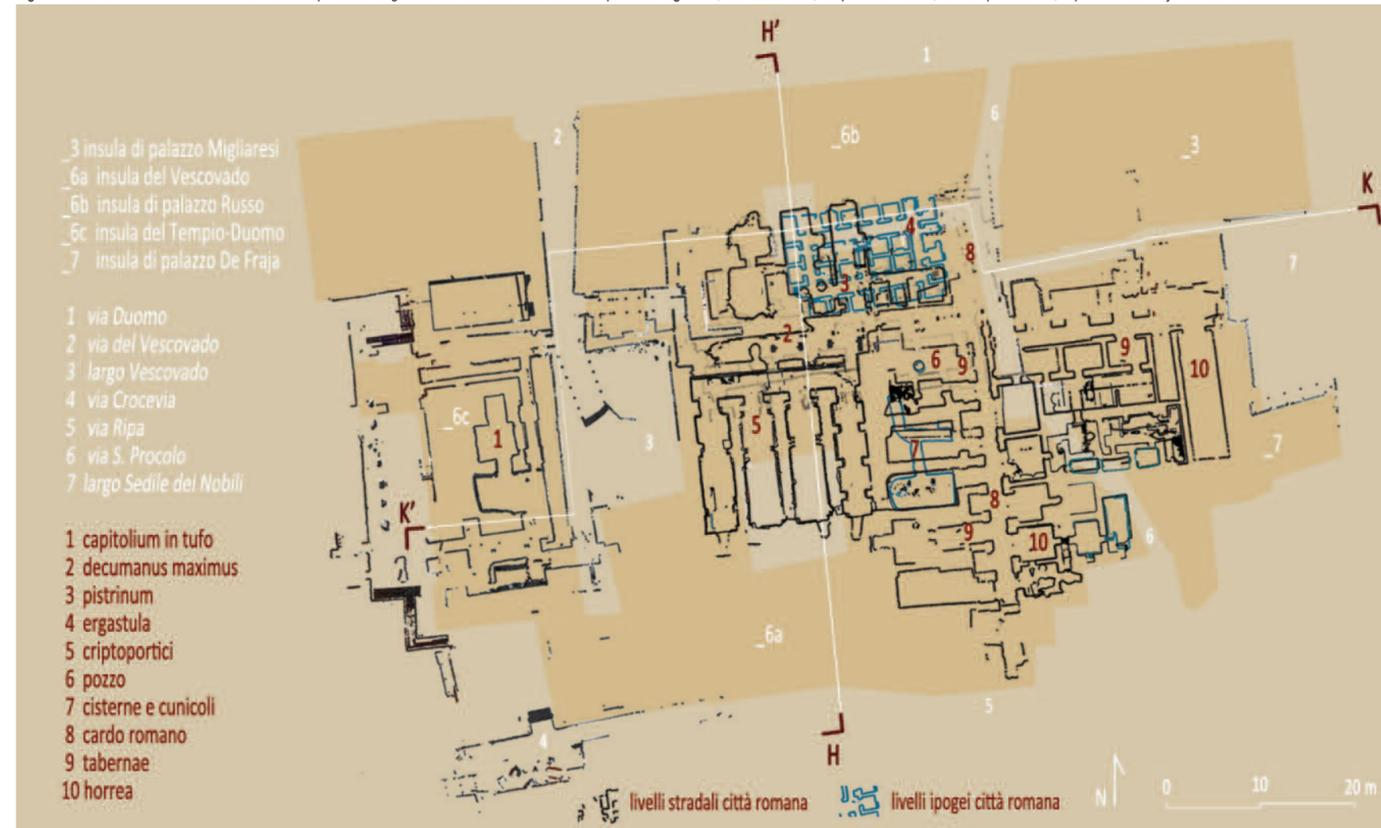 H'
1
2
_6b
6
_3
K
_3 insula di palazzo Migliaresi
_6a insula del Vescovado
_6b insula di palazzo Russo
_6c insula del Tempio-Duomo
_7 insula di palazzo De Fraja
4
8
3
7
1 via Duomo
2 via del Vescovado
3 largo Vescovado
4 via Crocevia
5 via Ripa
6 via S. Procolo
7 largo Sedile dei Nobili
2
6
9
9
10
_6c
1
5
3
7
_7
K'
8
9
10
6
1 capitolium in tufo
2 decumanus maximus
3 pistrinum
4 ergastula
5 criptoportici
6 pozzo
7 cisterne e cunicoli
8 cardo romano
9 tabernae
10 horrea
_6a
5
H
4
livelli stradali città romana
livelli ipogei città romana
N
0 10 20 m